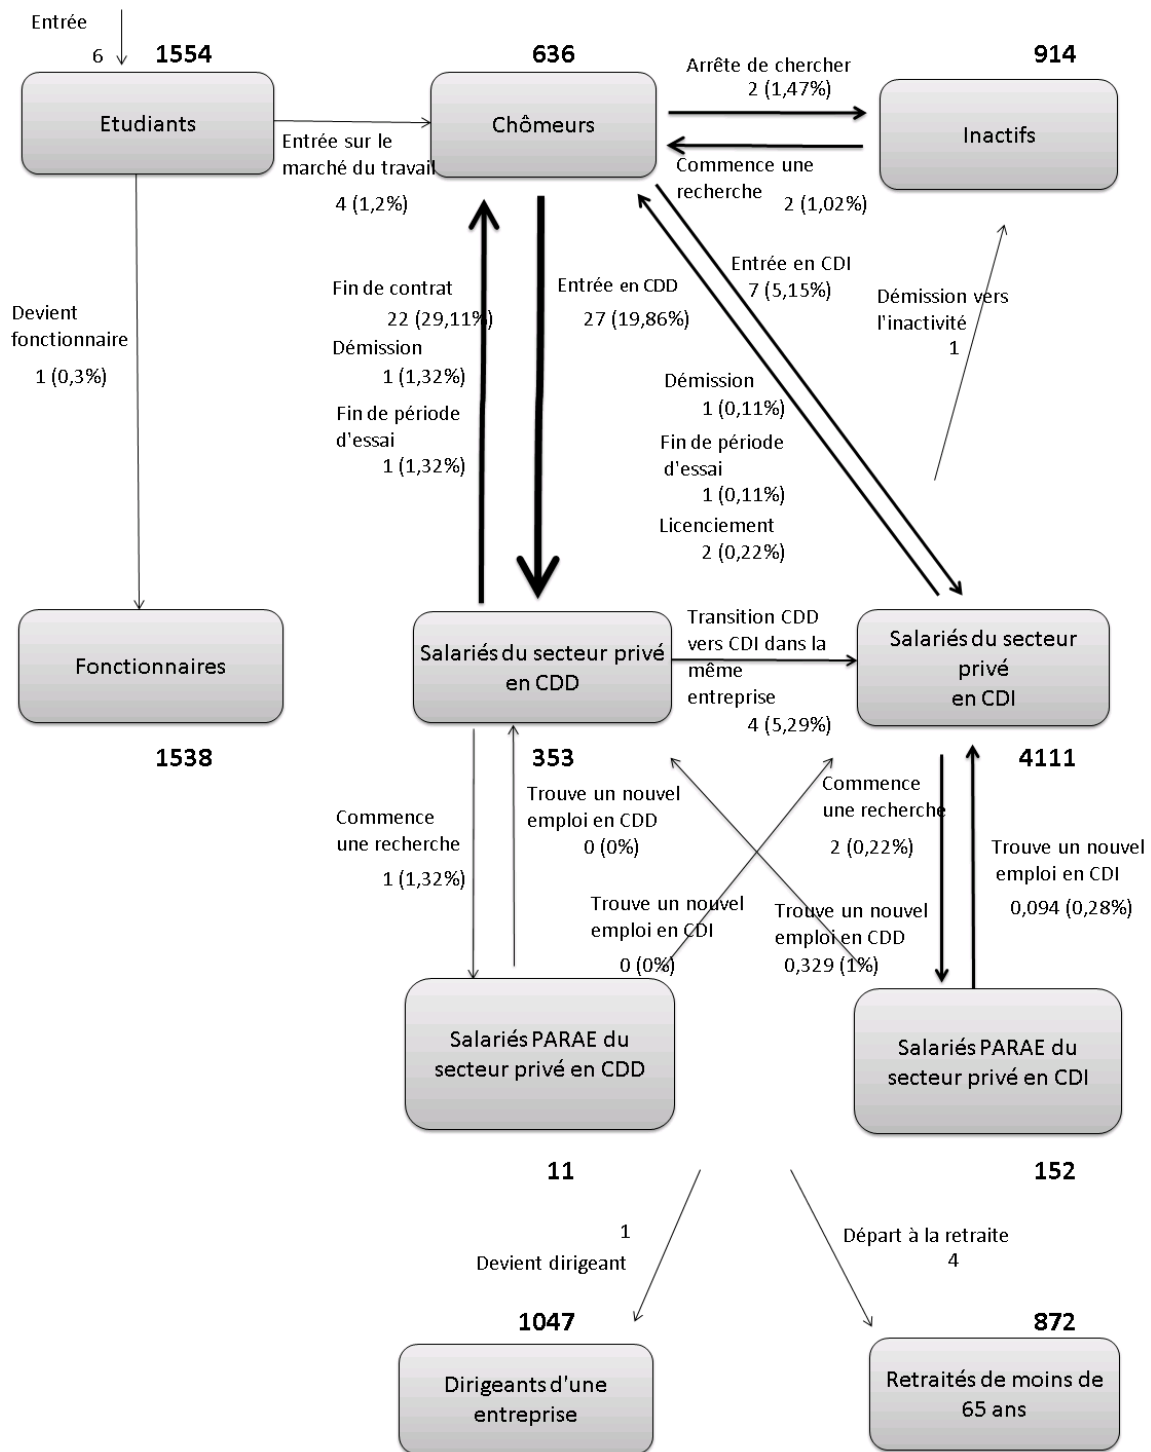 Entrée
6
1554
636
914
Etudiants
Chômeurs
Inactifs
Arrête de chercher
2 (1,47%)
Entrée sur le
marché du travail
4 (1,2%)
Commence une
recherche
2 (1,02%)
Devient
fonctionnaire
1 (0,3%)
Fin de contrat
22 (29,11%)
Démission
1 (1,32%)
Fin de période
d'essai
1 (1,32%)
Entrée en CDD
27 (19,86%)
Entrée en CDI
7 (5,15%)
Démission vers
l'inactivité
1
Démission
1 (0,11%)
Fin de période
d'essai
1 (0,11%)
Licenciement
2 (0,22%)
Fonctionnaires
1538
Salariés du secteur privé
en CDD
353
Transition CDD
vers CDI dans la
même
entreprise
4 (5,29%)
Salariés du secteur
privé
en CDI
4111
Commence
une recherche
1 (1,32%)
Trouve un nouvel
emploi en CDD
0 (0%)
Trouve un nouvel
emploi en CDI
0 (0%)
Commence
une recherche
2 (0,22%)
Trouve un nouvel
emploi en CDD
0,329 (1%)
Trouve un nouvel
emploi en CDI
0,094 (0,28%)
Salariés PARAE du
secteur privé en CDD
11
Salariés PARAE du
secteur privé en CDI
152
1
Devient dirigeant
Départ à la retraite
4
1047
Dirigeants d'une
entreprise
872
Retraités de moins de
65 ans